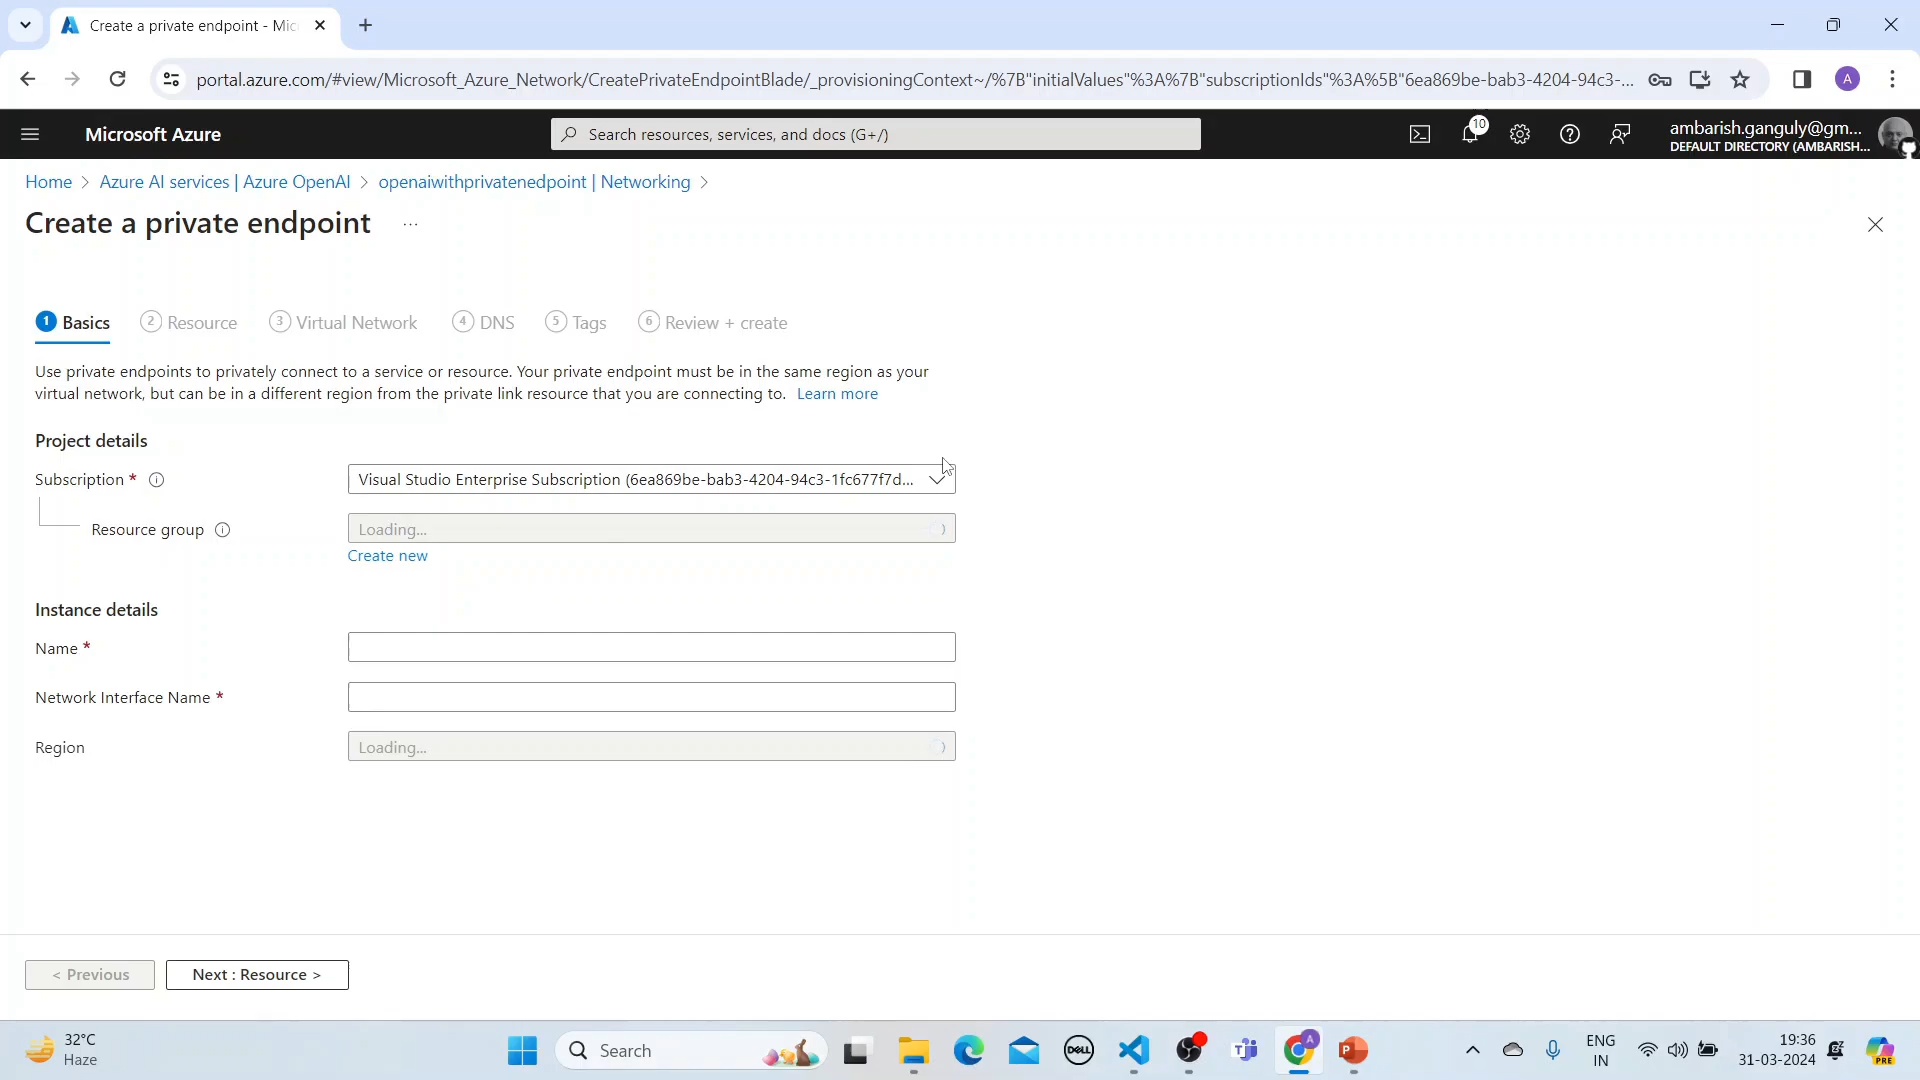 Create a private endpoint - Mic
portal.azure.com/#view/Microsoft_Azure_Network/CreatePrivateEndpointBlade/_provisioningContext~/%7B"initialValues"%3A%7B"subscriptionIds"%3A%5B"6ea869be-bab3-4204-94c3-...
A
Microsoft Azure
Search resources, services, and docs (G+/)
10
ambarish.ganguly@gm...
DEFAULT DIRECTORY (AMBARISH...
Home > Azure AI services | Azure OpenAI > openaiwithprivatenedpoint | Networking >
Create a private endpoint ...
1 Basics 2 Resource 3 Virtual Network 4 DNS 5 Tags 6 Review + create
Use private endpoints to privately connect to a service or resource. Your private endpoint must be in the same region as your
virtual network, but can be in a different region from the private link resource that you are connecting to. Learn more
Project details
Subscription * Visual Studio Enterprise Subscription (6ea869be-bab3-4204-94c3-1fc677f7d...
Resource group Loading...
Create new
Instance details
Name *
Network Interface Name *
Region Loading...
< Previous Next : Resource >
32°C
Haze
Search
DELL
A
PRE
ENG
IN
19:36
31-03-2024